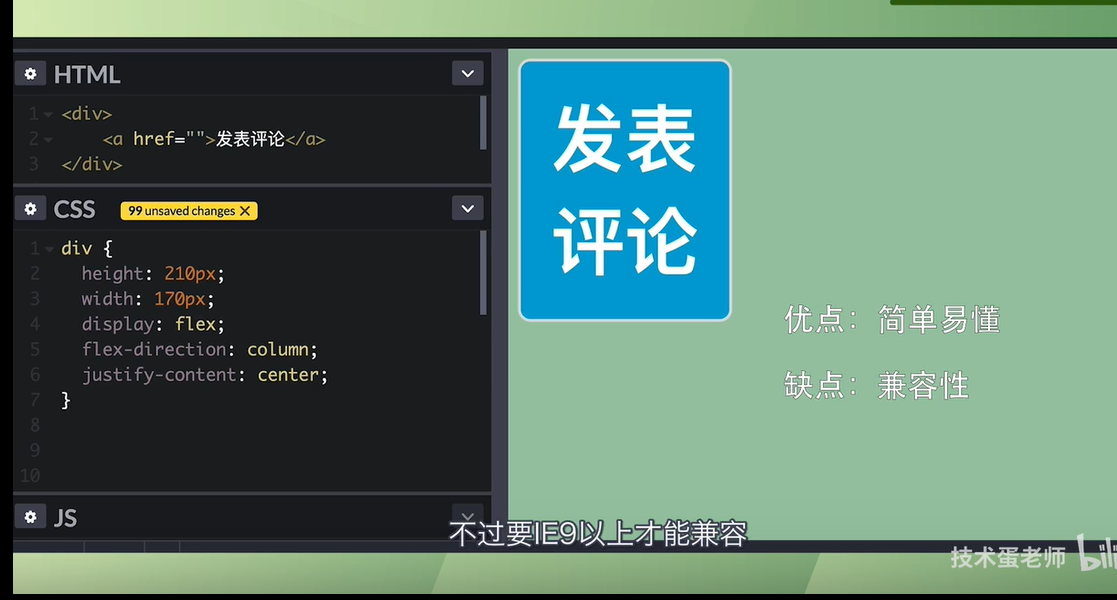 HTML
1 <div>
2 <a href="">发表评论</a>
3 </div>
CSS
99 unsaved changes X
1 div {
2 height: 210px;
3 width: 170px;
4 display: flex;
5 flex-direction: column;
6 justify-content: center;
7 }
8
9
10
JS
发表
评论
优点：简单易懂
缺点：兼容性
不过要IE9以上才能兼容
技术蛋老师 bili